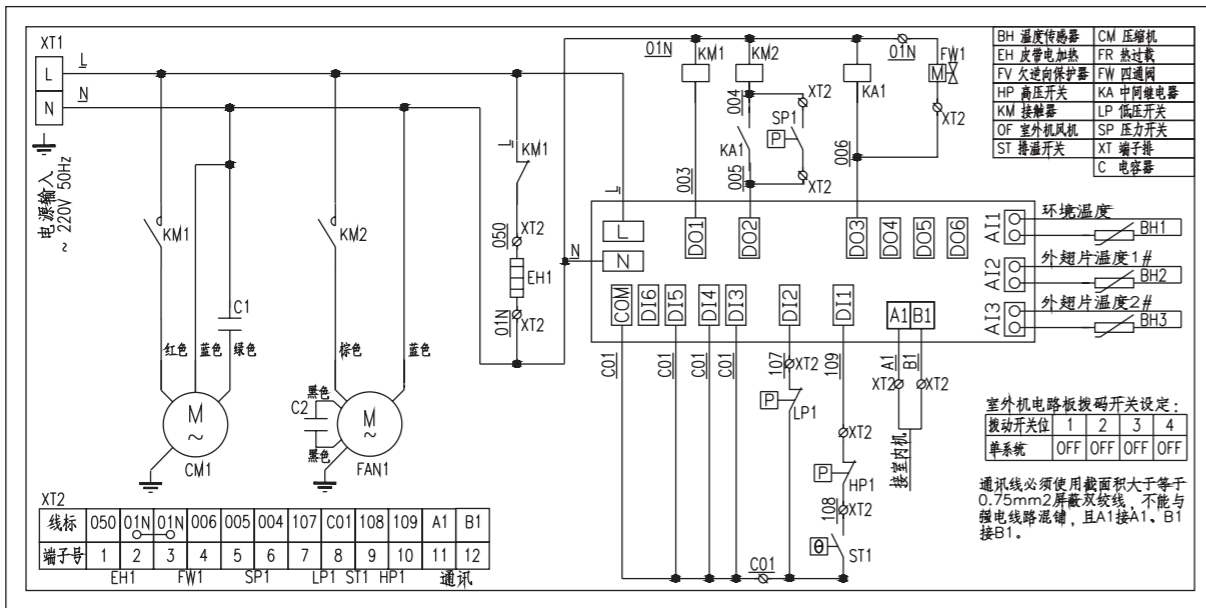 XT1
L
N
L
N
电源输入
~ 220V 50Hz
KM1
C1
红色
蓝色
绿色
M
~
CM1
KM2
棕色
蓝色
黑色
C2
黑色
M
~
FAN1
L
KM1
050
XT2
EH1
01N
XT2
L
N
01N
KM1
KM2
01N
FW1
M
KA1
XT2
004
XT2
SP1
P
KA1
005
XT2
003
006
L
N
DO1
DO2
DO3
DO4
DO5
DO6
COM
DI6
DI5
DI4
DI3
DI2
DI1
A1
B1
AI1
环境温度
BH1
AI2
外翅片温度1#
BH2
AI3
外翅片温度2#
BH3
C01
C01
C01
C01
107
XT2
P
LP1
109
XT2
P
HP1
108
XT2
θ
ST1
C01
A1
B1
XT2
XT2
接室内机
BH 温度传感器 CM 压缩机
EH 皮带电加热 FR 热过载
FV 欠逆向保护器 FW 四通阀
HP 高压开关 KA 中间继电器
KM 接触器 LP 低压开关
OF 室外机风机 SP 压力开关
ST 排温开关 XT 端子排
C 电容器
室外机电路板拨码开关设定:
拨动开关位 1 2 3 4
单系统 OFF OFF OFF OFF
通讯线必须使用截面积大于等于
0.75mm2屏蔽双绞线,不能与
强电线路混铺,且A1接A1、B1
接B1。
XT2
线标 050 01N 01N 006 005 004 107 C01 108 109 A1 B1
端子号 1 2 3 4 5 6 7 8 9 10 11 12
EH1 FW1 SP1 LP1 ST1 HP1 通讯